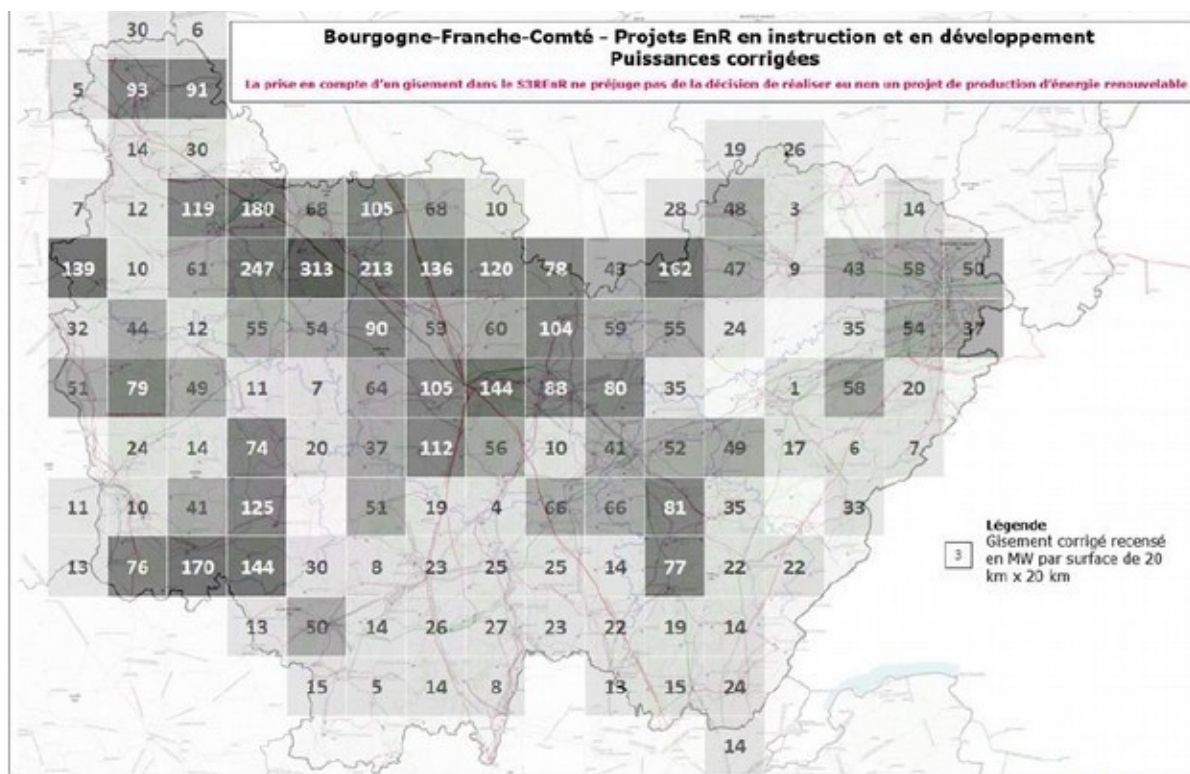 30 6
Bourgogne-Franche-Comté – Projets EnR en instruction et en développement
Puissances corrigées
La prise en compte d'un gisement dans le S3REnR ne préjuge pas de la décision de réaliser ou non un projet de production d'énergie renouvelable
5 93 91
14 30 19 26
7 12 119 180 68 105 68 10 28 48 3 14
139 10 61 247 313 213 136 120 78 43 162 47 9 43 58 50
32 44 12 55 54 90 53 60 104 59 55 24 35 54 37
51 79 49 11 7 64 105 144 88 80 35 1 58 20
24 14 74 20 37 112 56 10 41 52 49 17 6 7
11 10 41 125 51 19 4 66 66 81 35 33
Légende
3 Gisement corrigé recensé
en MW par surface de 20
km x 20 km
13 76 170 144 30 8 23 25 25 14 77 22 22
13 50 14 26 27 23 22 19 14
15 5 14 8 13 15 24
14